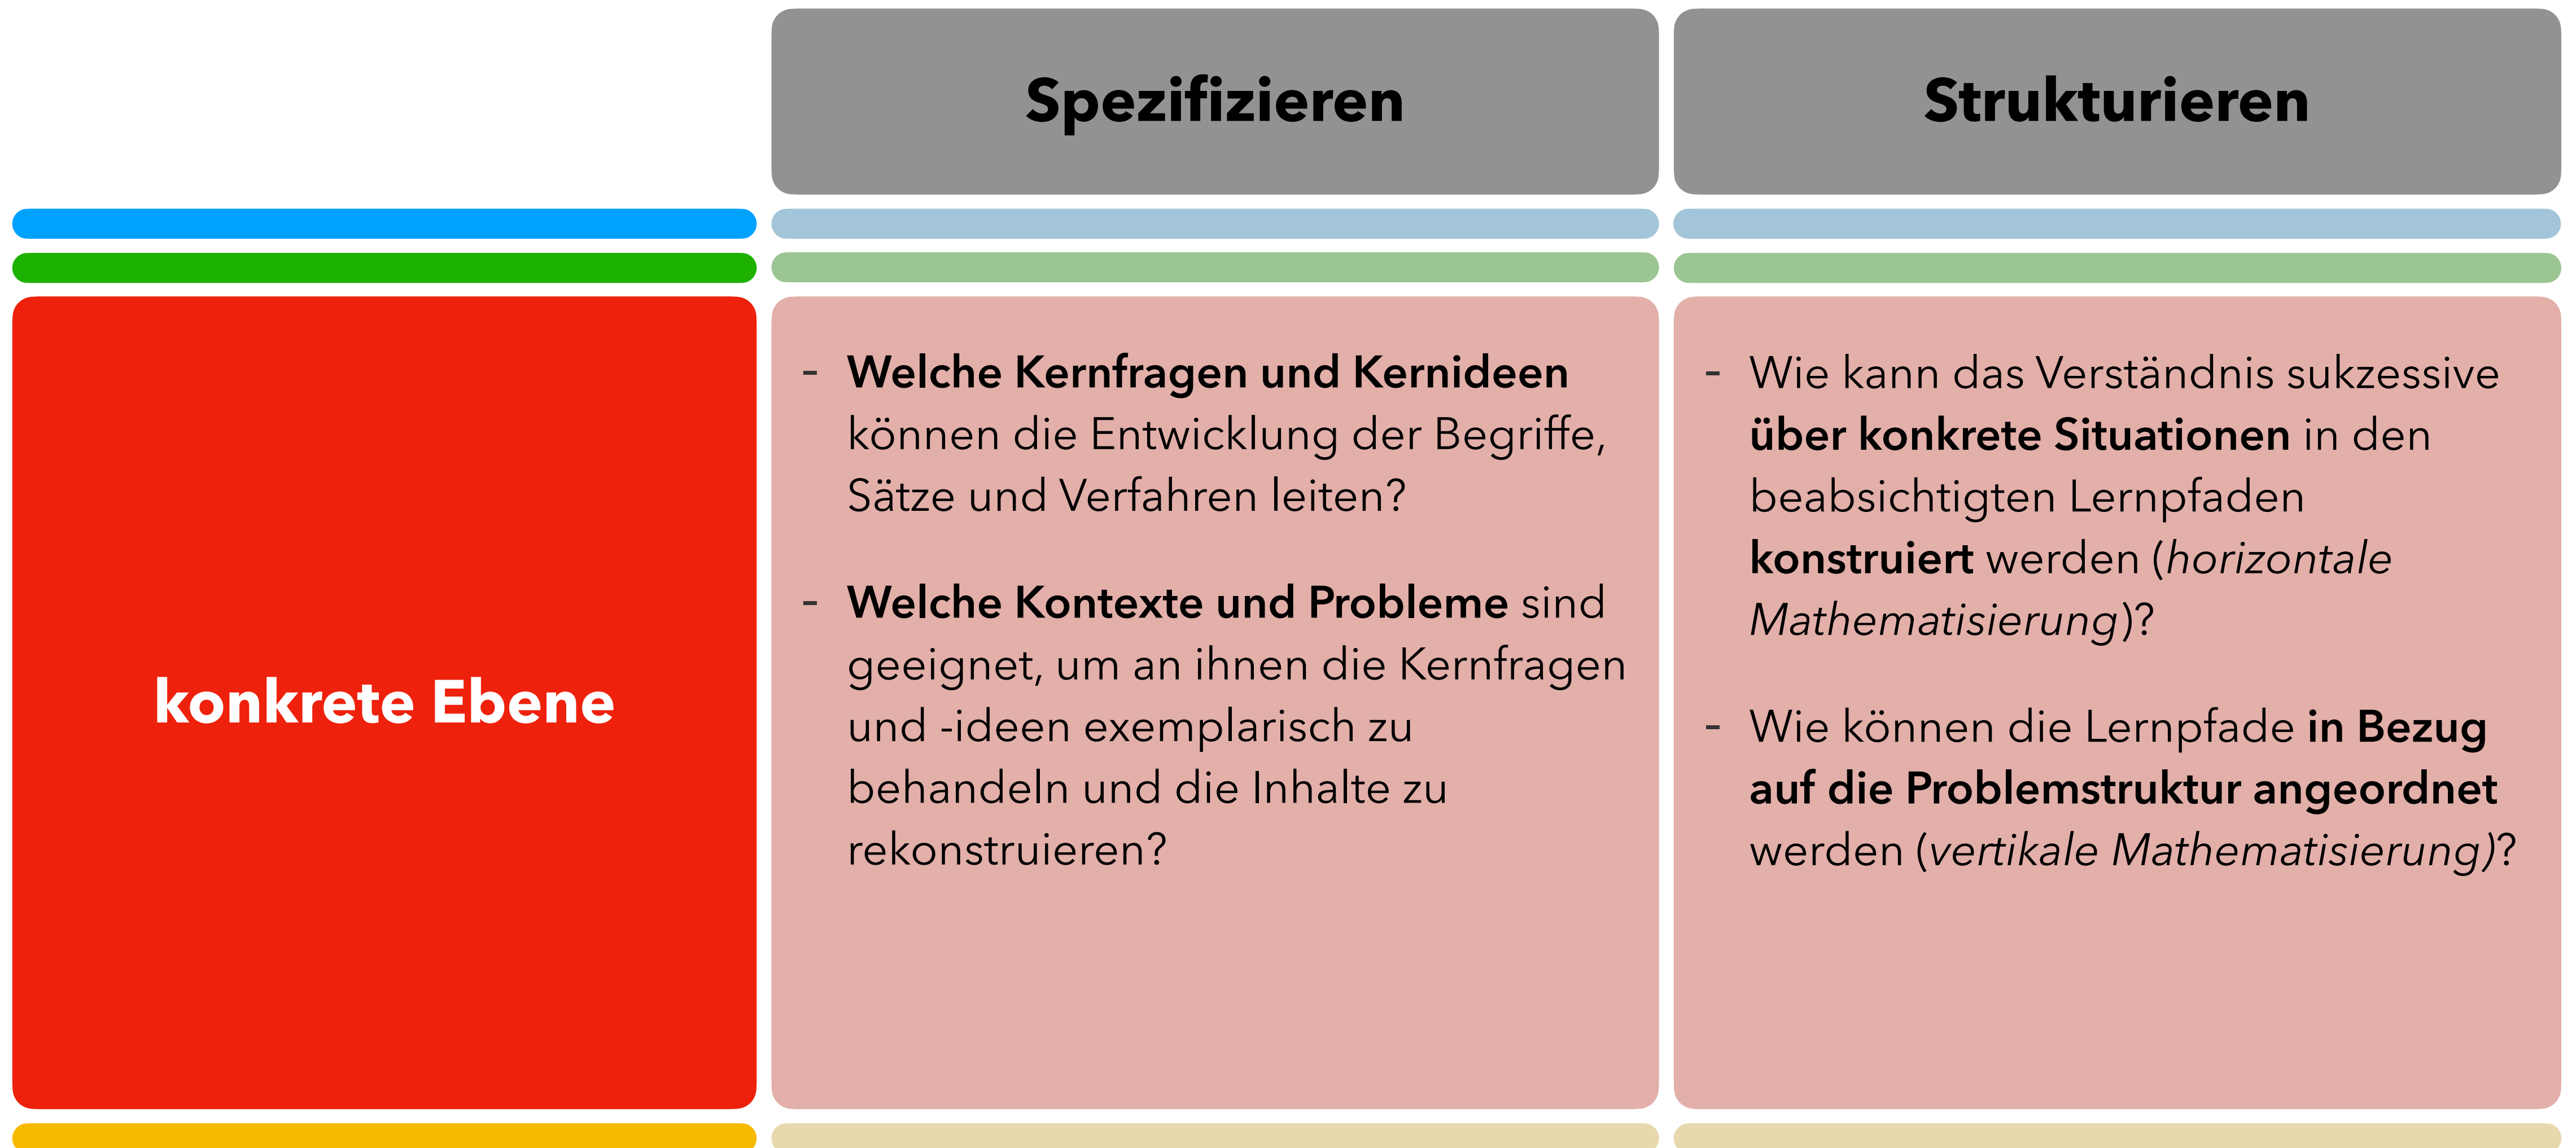 Spezifizieren
Strukturieren
konkrete Ebene
- Welche Kernfragen und Kernideen
können die Entwicklung der Begriffe,
Sätze und Verfahren leiten?
- Welche Kontexte und Probleme sind
geeignet, um an ihnen die Kernfragen
und -ideen exemplarisch zu
behandeln und die Inhalte zu
rekonstruieren?
- Wie kann das Verständnis sukzessive
über konkrete Situationen in den
beabsichtigten Lernpfaden
konstruiert werden (horizontale
Mathematisierung)?
- Wie können die Lernpfade in Bezug
auf die Problemstruktur angeordnet
werden (vertikale Mathematisierung)?